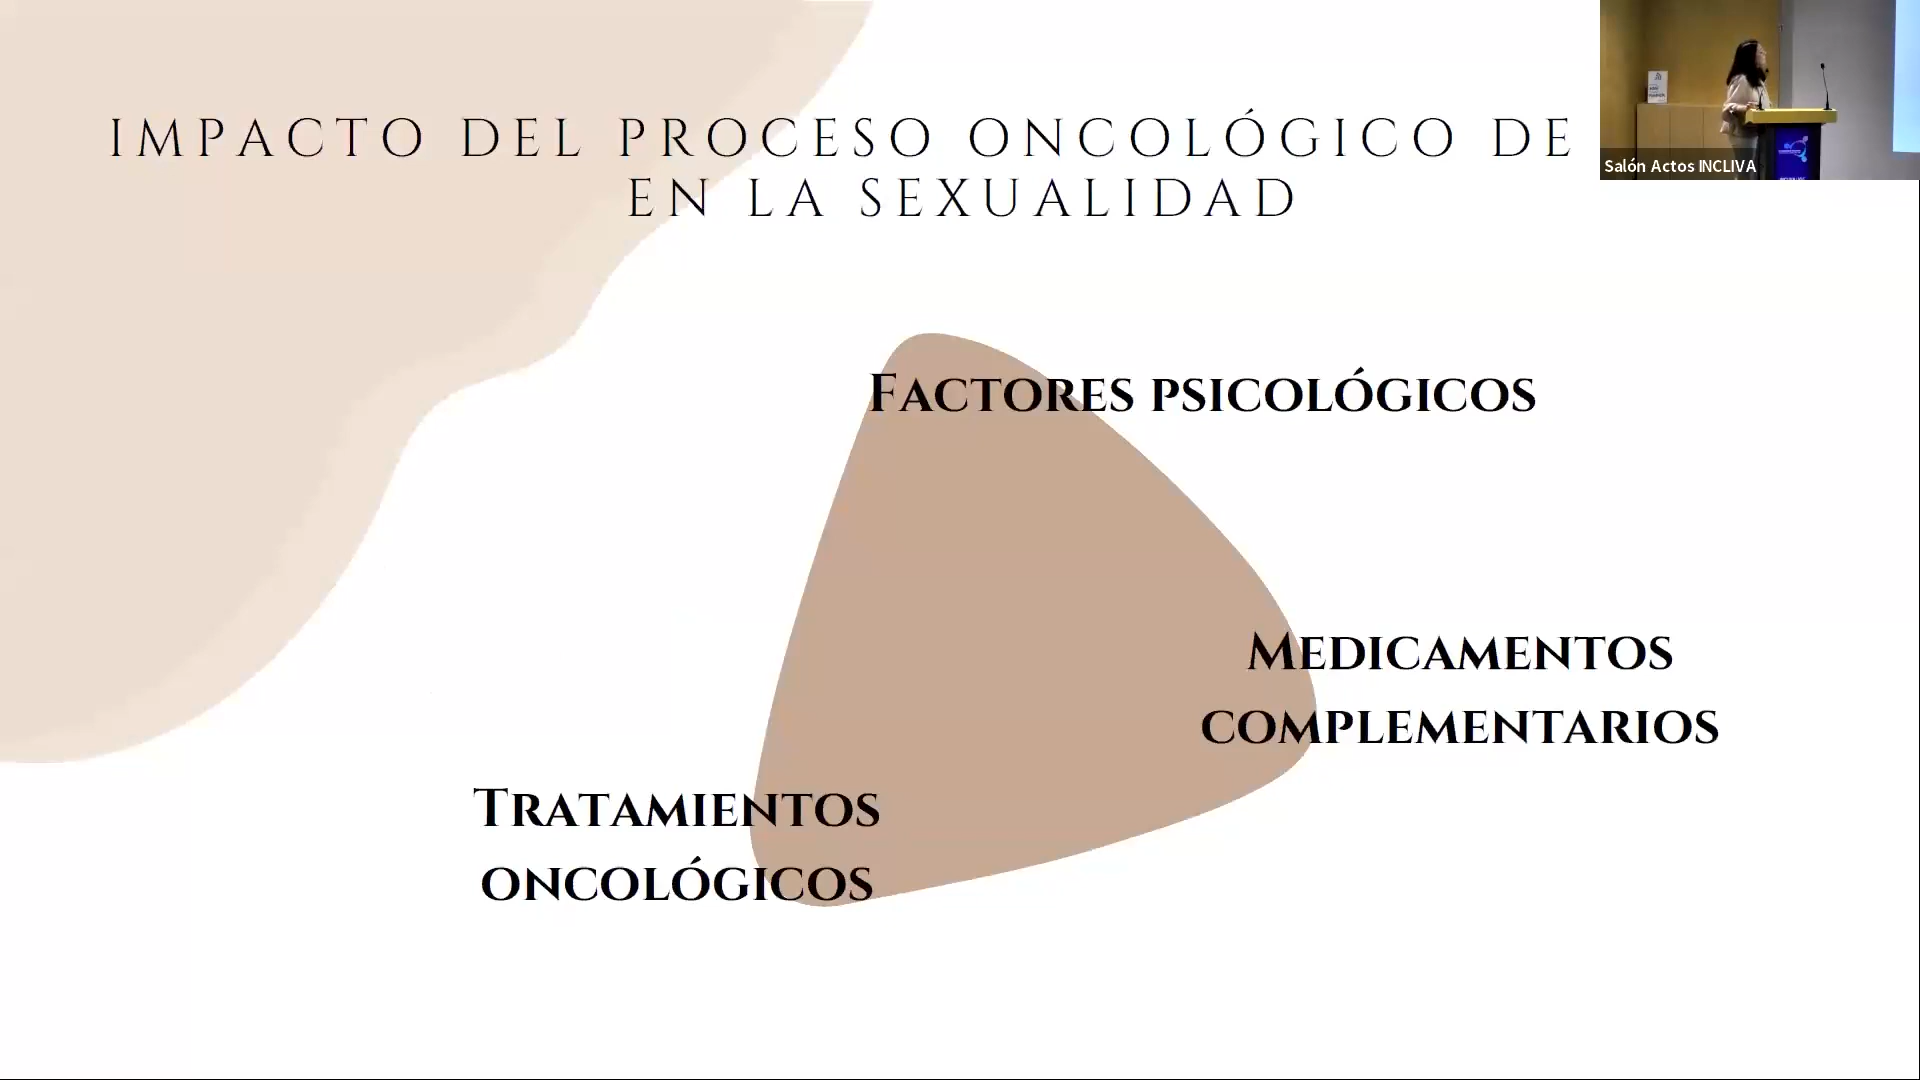 IMPACTO DEL PROCESO ONCOLÓGICO DE
EN LA SEXUALIDAD
Salón Actos INCLIVA
Factores psicológicos
Medicamentos
complementarios
Tratamientos
oncológicos